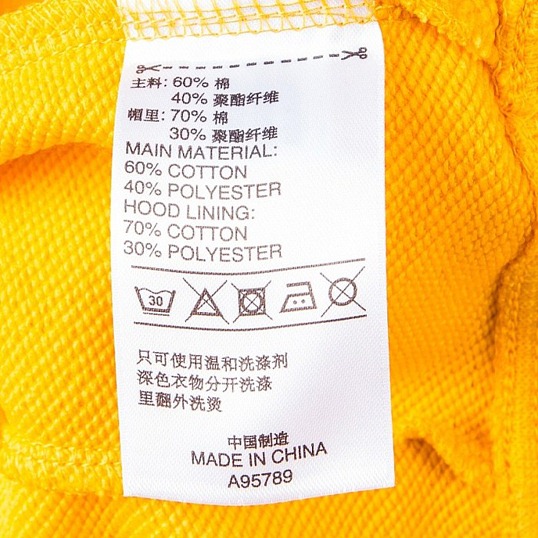 主料: 60% 棉
40% 聚酯纤维
帽里: 70% 棉
30% 聚酯纤维
MAIN MATERIAL:
60% COTTON
40% POLYESTER
HOOD LINING:
70% COTTON
30% POLYESTER
30
只可使用温和洗涤剂
深色衣物分开洗涤
里翻外洗烫
中国制造
MADE IN CHINA
A95789